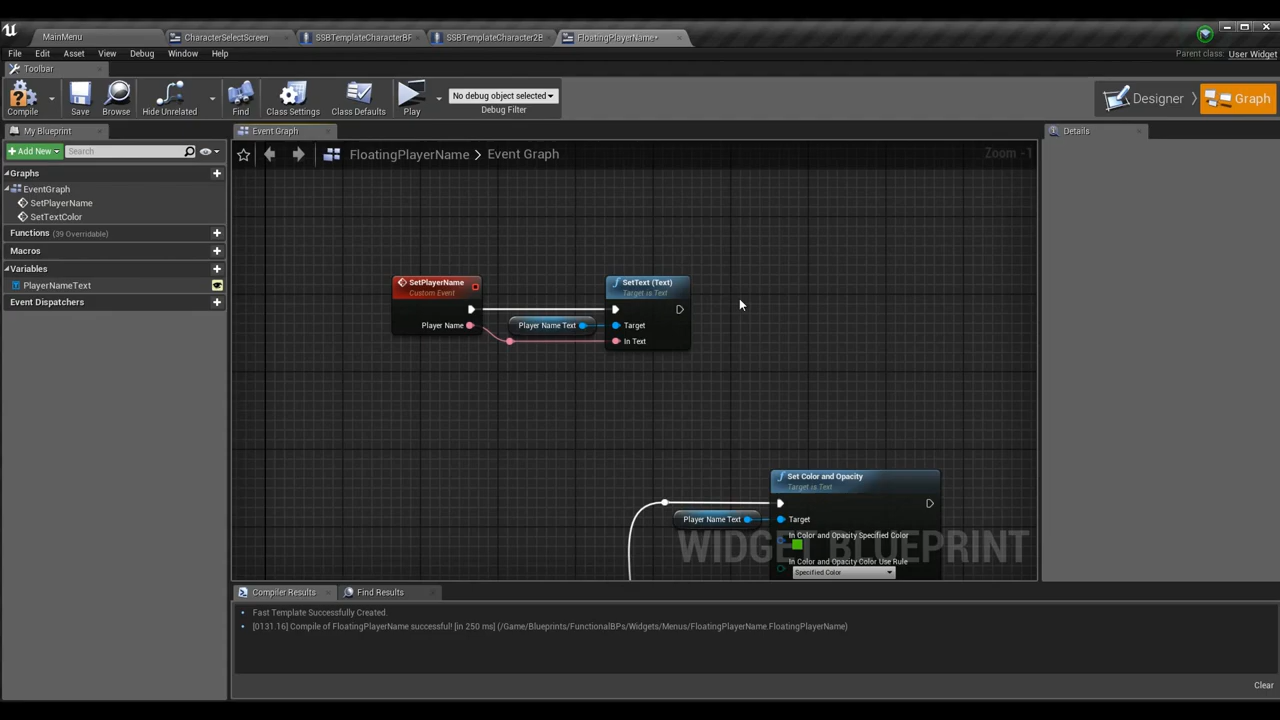 MainMenu
CharacterSelectScreen
SSBTemplateCharacterBF
SSBTemplateCharacter2E
FloatingPlayerName*
File Edit Asset View Debug Window Help
Parent class: User Widget
Toolbar
Compile
Save
Browse
Hide Unrelated
Find
Class Settings
Class Defaults
Play
No debug object selected
Debug Filter
Designer
Graph
My Blueprint
Event Graph
Details
+Add New
Search
FloatingPlayerName > Event Graph
Zoom -1
Graphs
EventGraph
SetPlayerName
SetTextColor
Functions (39 Overridable)
Macros
Variables
PlayerNameText
Event Dispatchers
SetPlayerName
Custom Event
Player Name
Player Name Text
SetText (Text)
Target is Text
Target
In Text
Set Color and Opacity
Target is Text
Player Name Text
Target
In Color and Opacity Specified Color
In Color and Opacity Color Use Rule
Specified Color
WIDGET BLUEPRINT
Compiler Results
Find Results
Fast Template Successfully Created.
[0131.16] Compile of FloatingPlayerName successful! [in 250 ms] (/Game/Blueprints/FunctionalBPs/Widgets/Menus/FloatingPlayerName.FloatingPlayerName)
Clear